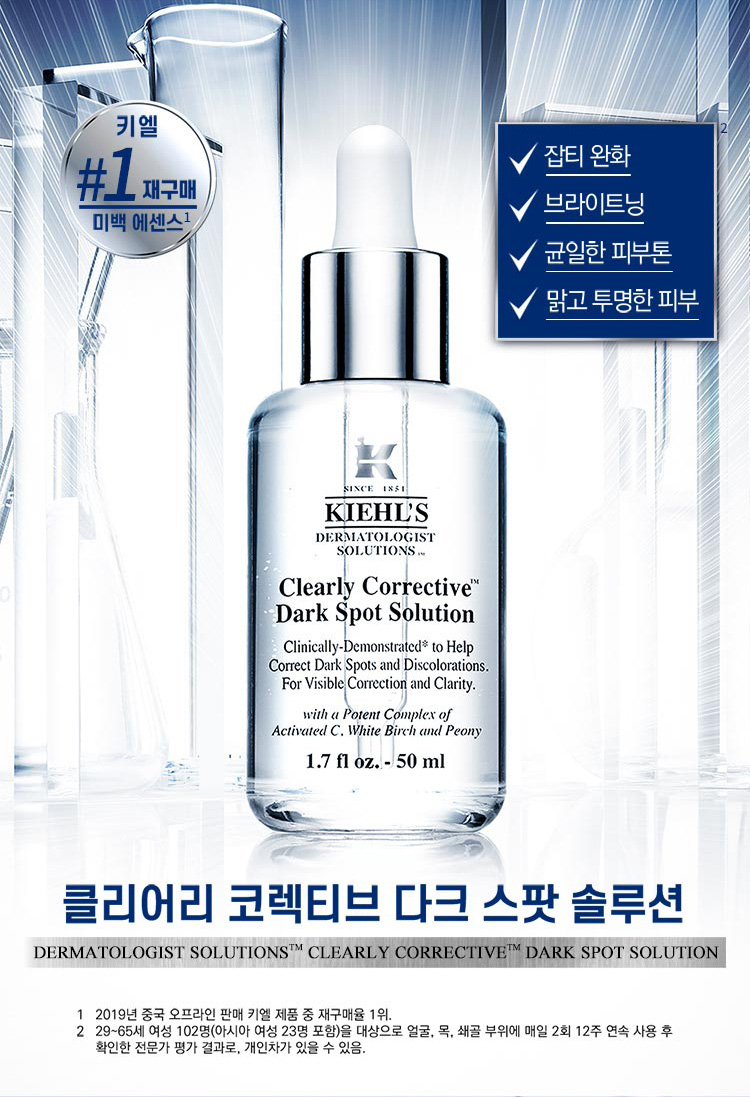 키엘
#1 재구매
미백 에센스1
2
잡티 완화
브라이트닝
균일한 피부톤
맑고 투명한 피부
K
SINCE 1851
KIEHL'S
DERMATOLOGIST
SOLUTIONS™
Clearly Corrective™
Dark Spot Solution
Clinically-Demonstrated* to Help
Correct Dark Spots and Discolorations.
For Visible Correction and Clarity.
with a Potent Complex of
Activated C, White Birch and Peony
1.7 fl oz. - 50 ml
클리어리 코렉티브 다크 스팟 솔루션
DERMATOLOGIST SOLUTIONS™ CLEARLY CORRECTIVE™ DARK SPOT SOLUTION
1 2019년 중국 오프라인 판매 키엘 제품 중 재구매율 1위.
2 29~65세 여성 102명(아시아 여성 23명 포함)을 대상으로 얼굴, 목, 쇄골 부위에 매일 2회 12주 연속 사용 후
확인한 전문가 평가 결과로, 개인차가 있을 수 있음.